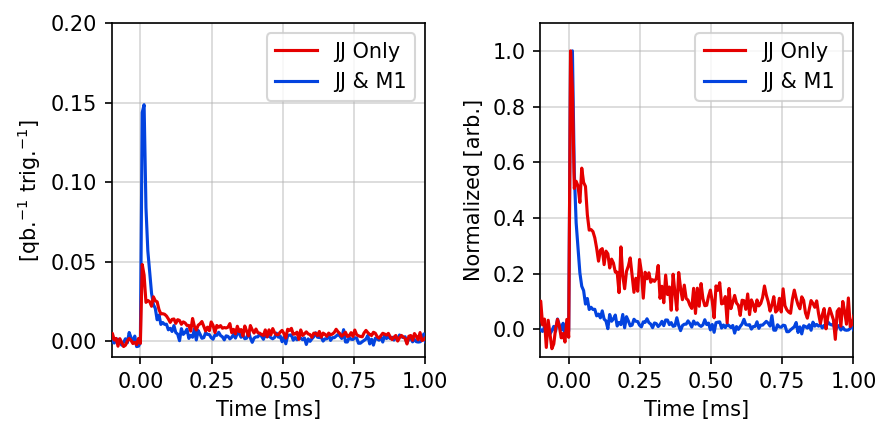 0.20
0.15
0.10
0.05
0.00
[qb.⁻¹ trig.⁻¹]
JJ Only
JJ & M1
0.00 0.25 0.50 0.75 1.00
Time [ms]
1.0
0.8
0.6
0.4
0.2
0.0
Normalized [arb.]
JJ Only
JJ & M1
0.00 0.25 0.50 0.75 1.00
Time [ms]